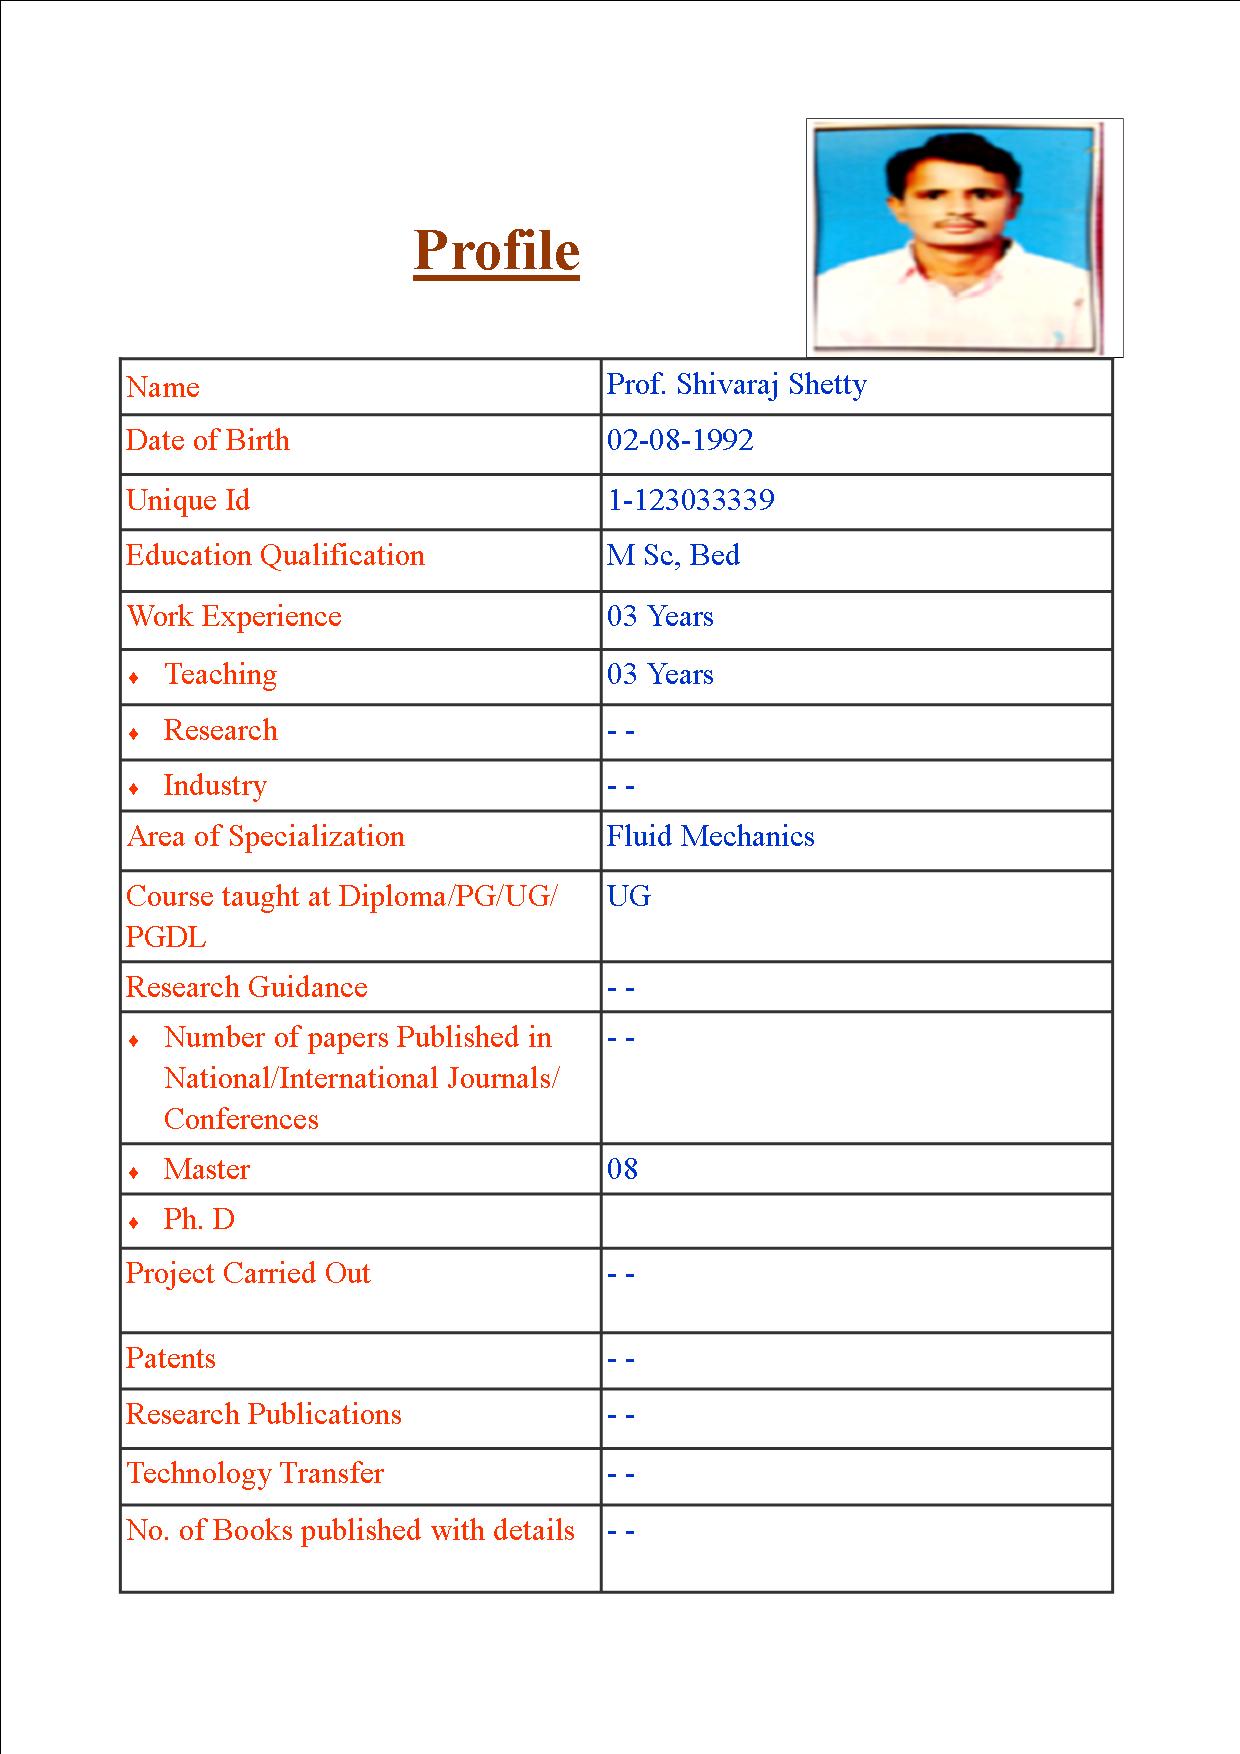 Profile
Name Prof. Shivaraj Shetty
Date of Birth 02-08-1992
Unique Id 1-123033339
Education Qualification M Sc, Bed
Work Experience 03 Years
♦ Teaching 03 Years
♦ Research - -
♦ Industry - -
Area of Specialization Fluid Mechanics
Course taught at Diploma/PG/UG/ UG
PGDL
Research Guidance - -
♦ Number of papers Published in - -
National/International Journals/
Conferences
♦ Master 08
♦ Ph. D
Project Carried Out - -
Patents - -
Research Publications - -
Technology Transfer - -
No. of Books published with details - -